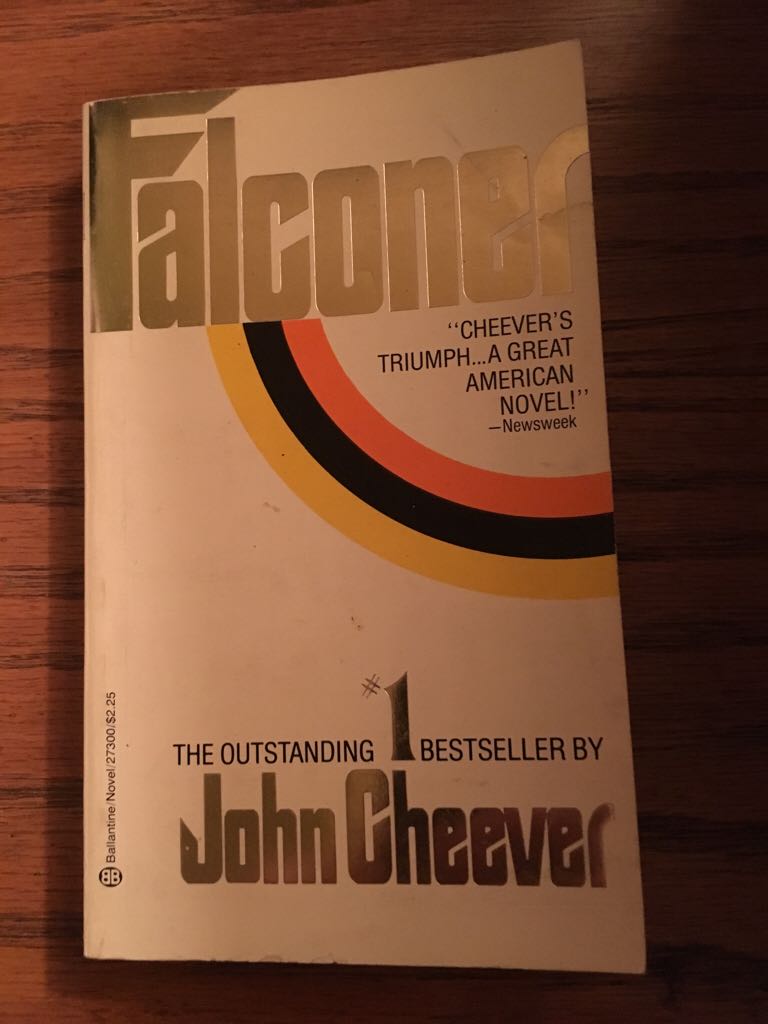 Falconer
“CHEEVER'S
TRIUMPH...A GREAT
AMERICAN
NOVEL!”
—Newsweek
THE OUTSTANDING #1 BESTSELLER BY
John Cheever
BB Ballantine/Novel/27300/$2.25